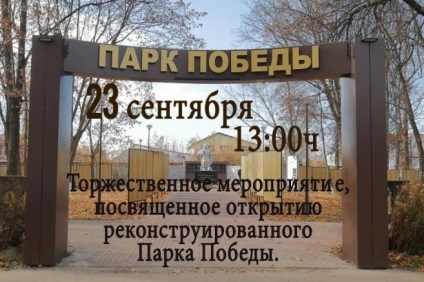 ПАРК ПОБЕДЫ
23 сентября
13:00ч
Торжественное мероприятие,
посвященное открытию
реконструированного
Парка Победы.